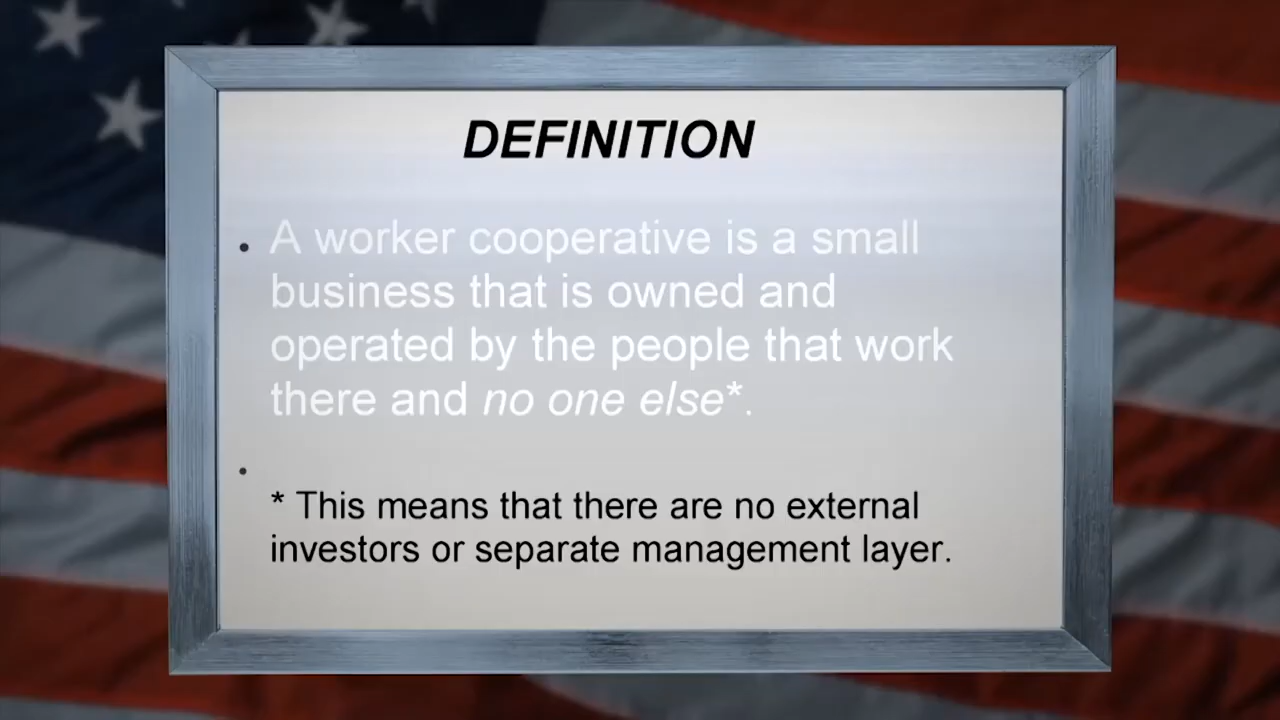 DEFINITION
• A worker cooperative is a small
business that is owned and
operated by the people that work
there and no one else*.
•
* This means that there are no external
investors or separate management layer.